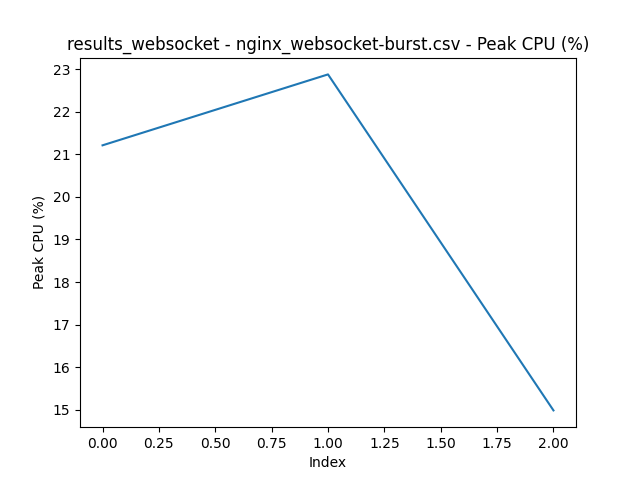 results_websocket - nginx_websocket-burst.csv - Peak CPU (%)
23
22
21
20
19
18
17
16
15
Peak CPU (%)
0.00 0.25 0.50 0.75 1.00 1.25 1.50 1.75 2.00
Index